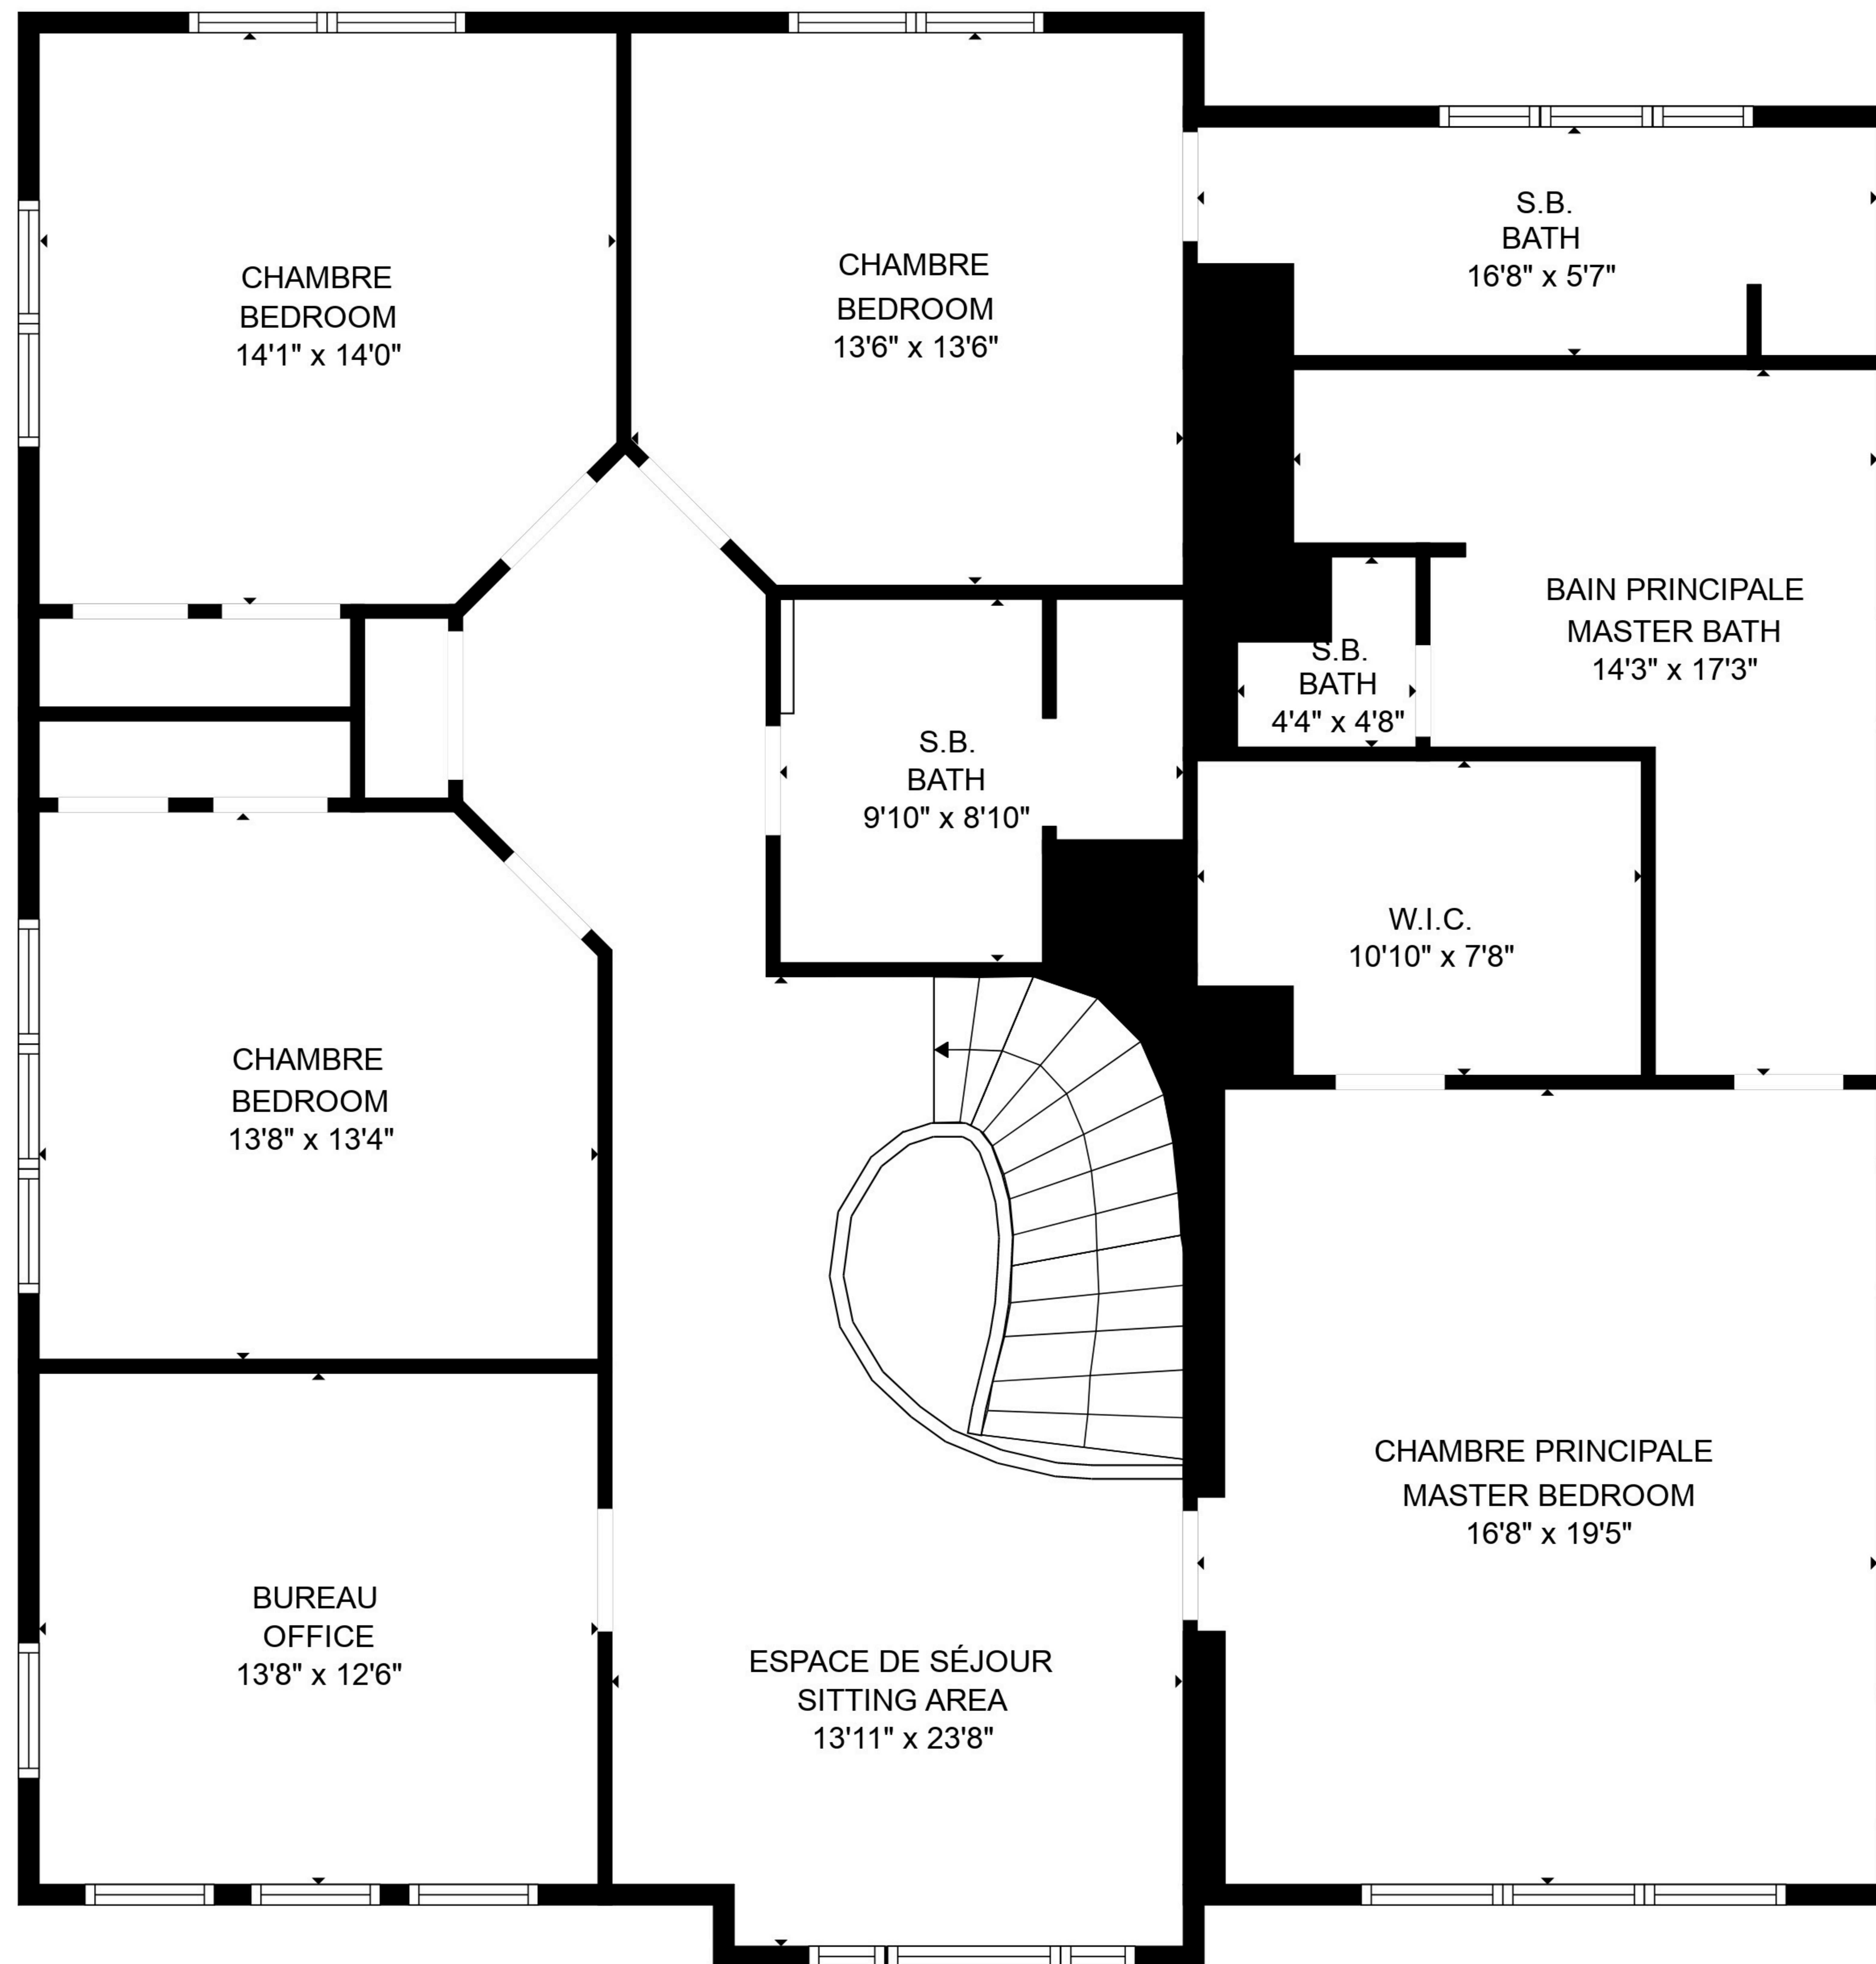 CHAMBRE
BEDROOM
14'1" x 14'0"
CHAMBRE
BEDROOM
13'6" x 13'6"
S.B.
BATH
16'8" x 5'7"
BAIN PRINCIPALE
MASTER BATH
14'3" x 17'3"
S.B.
BATH
4'4" x 4'8"
S.B.
BATH
9'10" x 8'10"
W.I.C.
10'10" x 7'8"
CHAMBRE
BEDROOM
13'8" x 13'4"
CHAMBRE PRINCIPALE
MASTER BEDROOM
16'8" x 19'5"
BUREAU
OFFICE
13'8" x 12'6"
ESPACE DE SÉJOUR
SITTING AREA
13'11" x 23'8"